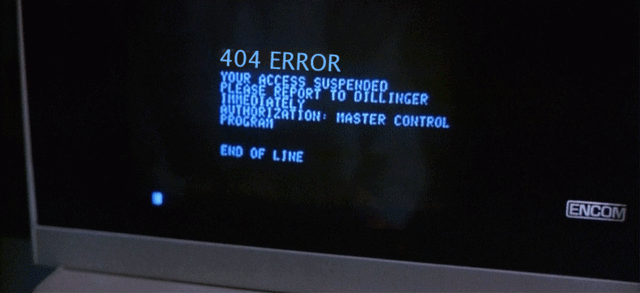 404 ERROR
YOUR ACCESS SUSPENDED
PLEASE REPORT TO DILLINGER
IMMEDIATELY
AUTHORIZATION: MASTER CONTROL
PROGRAM
END OF LINE
ENCOM